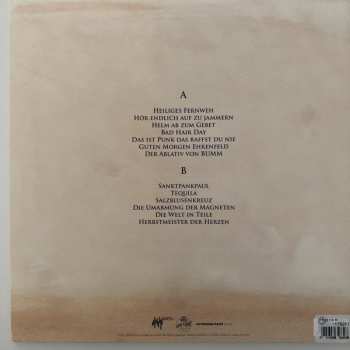 A
Heiliges Fernweh
Hör endlich auf zu jammern
Helm ab zum Gebet
Bad Hair Day
Das ist Punk das raffst du nie
Guten Morgen Ehrenfeld
Der Ablativ von BUMM
B
Sanktpankpaul
Tequila
Salzblusenkreuz
Die Umarmung der Magneten
Die Welt in Teile
Herbstmeister der Herzen